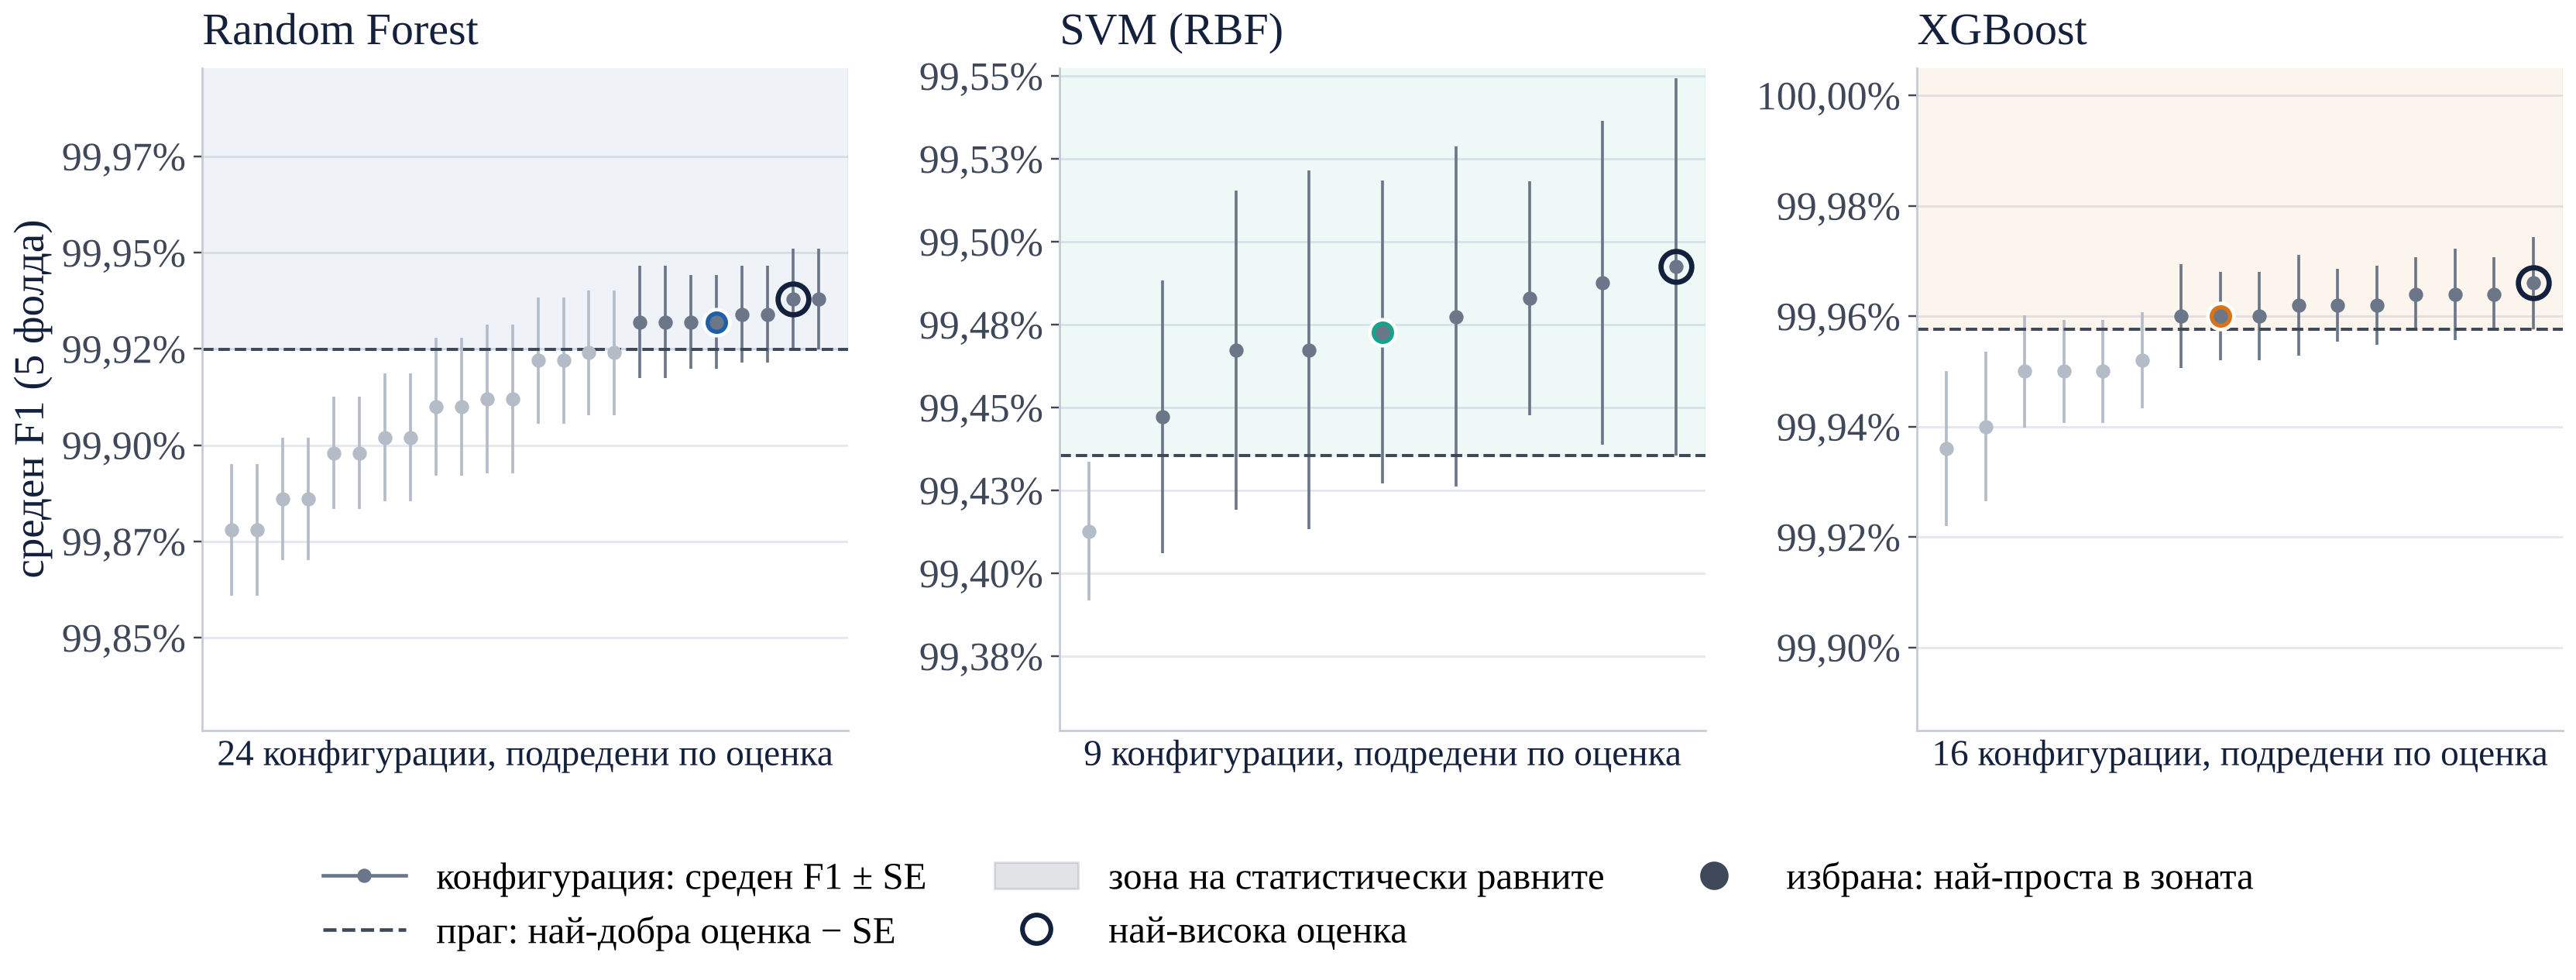 Random Forest
SVM (RBF)
XGBoost
среден F1 (5 фолда)
99,97%
99,95%
99,92%
99,90%
99,87%
99,85%
24 конфигурации, подредени по оценка
99,55%
99,53%
99,50%
99,48%
99,45%
99,43%
99,40%
99,38%
9 конфигурации, подредени по оценка
100,00%
99,98%
99,96%
99,94%
99,92%
99,90%
16 конфигурации, подредени по оценка
конфигурация: среден F1 ± SE
праг: най-добра оценка − SE
зона на статистически равните
най-висока оценка
избрана: най-проста в зоната